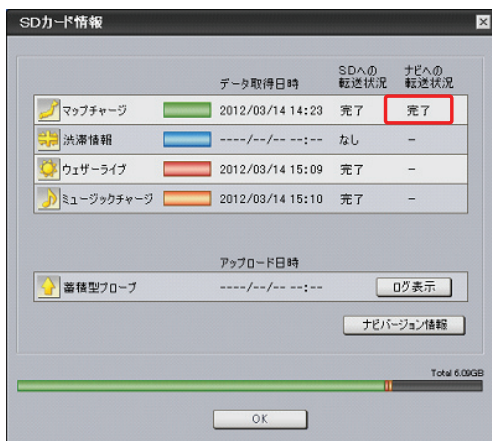 SDカード情報
データ取得日時 SDへの転送状況 ナビへの転送状況
マップチャージ 2012/03/14 14:23 完了 完了
渋滞情報 ----/--/-- --:-- なし −
ウェザーライブ 2012/03/14 15:09 完了 −
ミュージックチャージ 2012/03/14 15:10 完了 −
アップロード日時
蓄積型プローブ ----/--/-- --:-- ログ表示
ナビバージョン情報
Total 6.09GB
OK